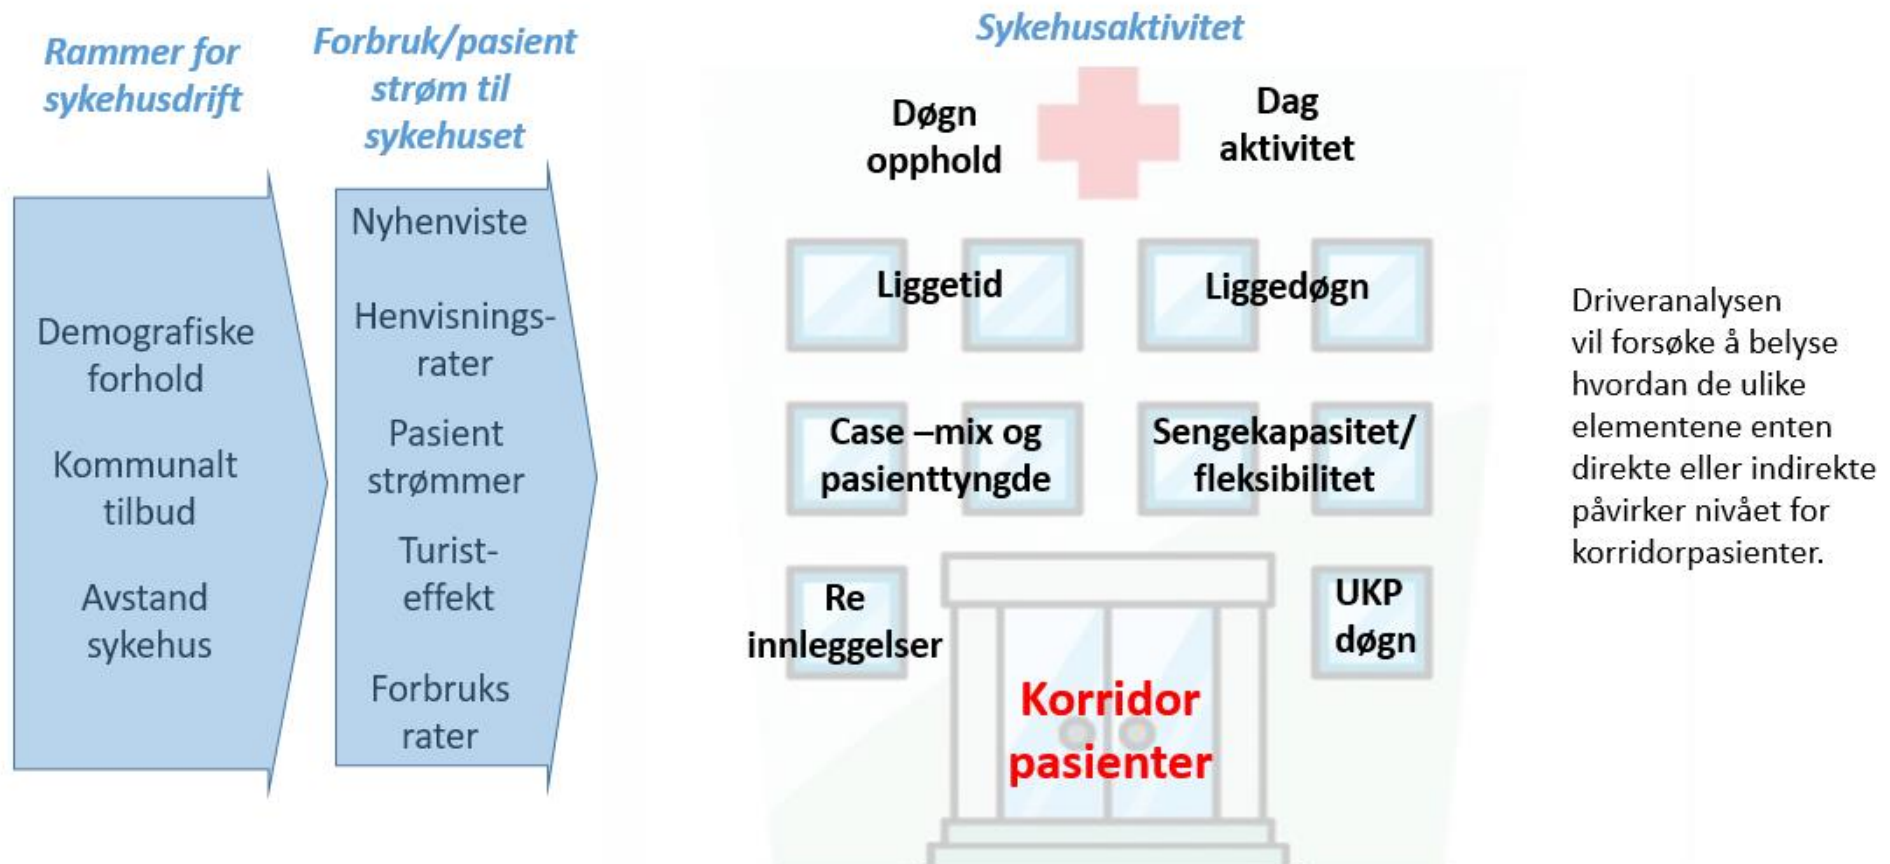 Rammer for
sykehusdrift
Demografiske
forhold
Kommunalt
tilbud
Avstand
sykehus
Forbruk/pasient
strøm til
sykehuset
Nyhenviste
Henvisnings-
rater
Pasient
strømmer
Turist-
effekt
Forbruks
rater
Sykehusaktivitet
Døgn
opphold
Dag
aktivitet
Liggetid
Liggedøgn
Case –mix og
pasienttyngde
Sengekapasitet/
fleksibilitet
Re
innleggelser
UKP
døgn
Korridor
pasienter
Driveranalysen
vil forsøke å belyse
hvordan de ulike
elementene enten
direkte eller indirekte
påvirker nivået for
korridorpasienter.